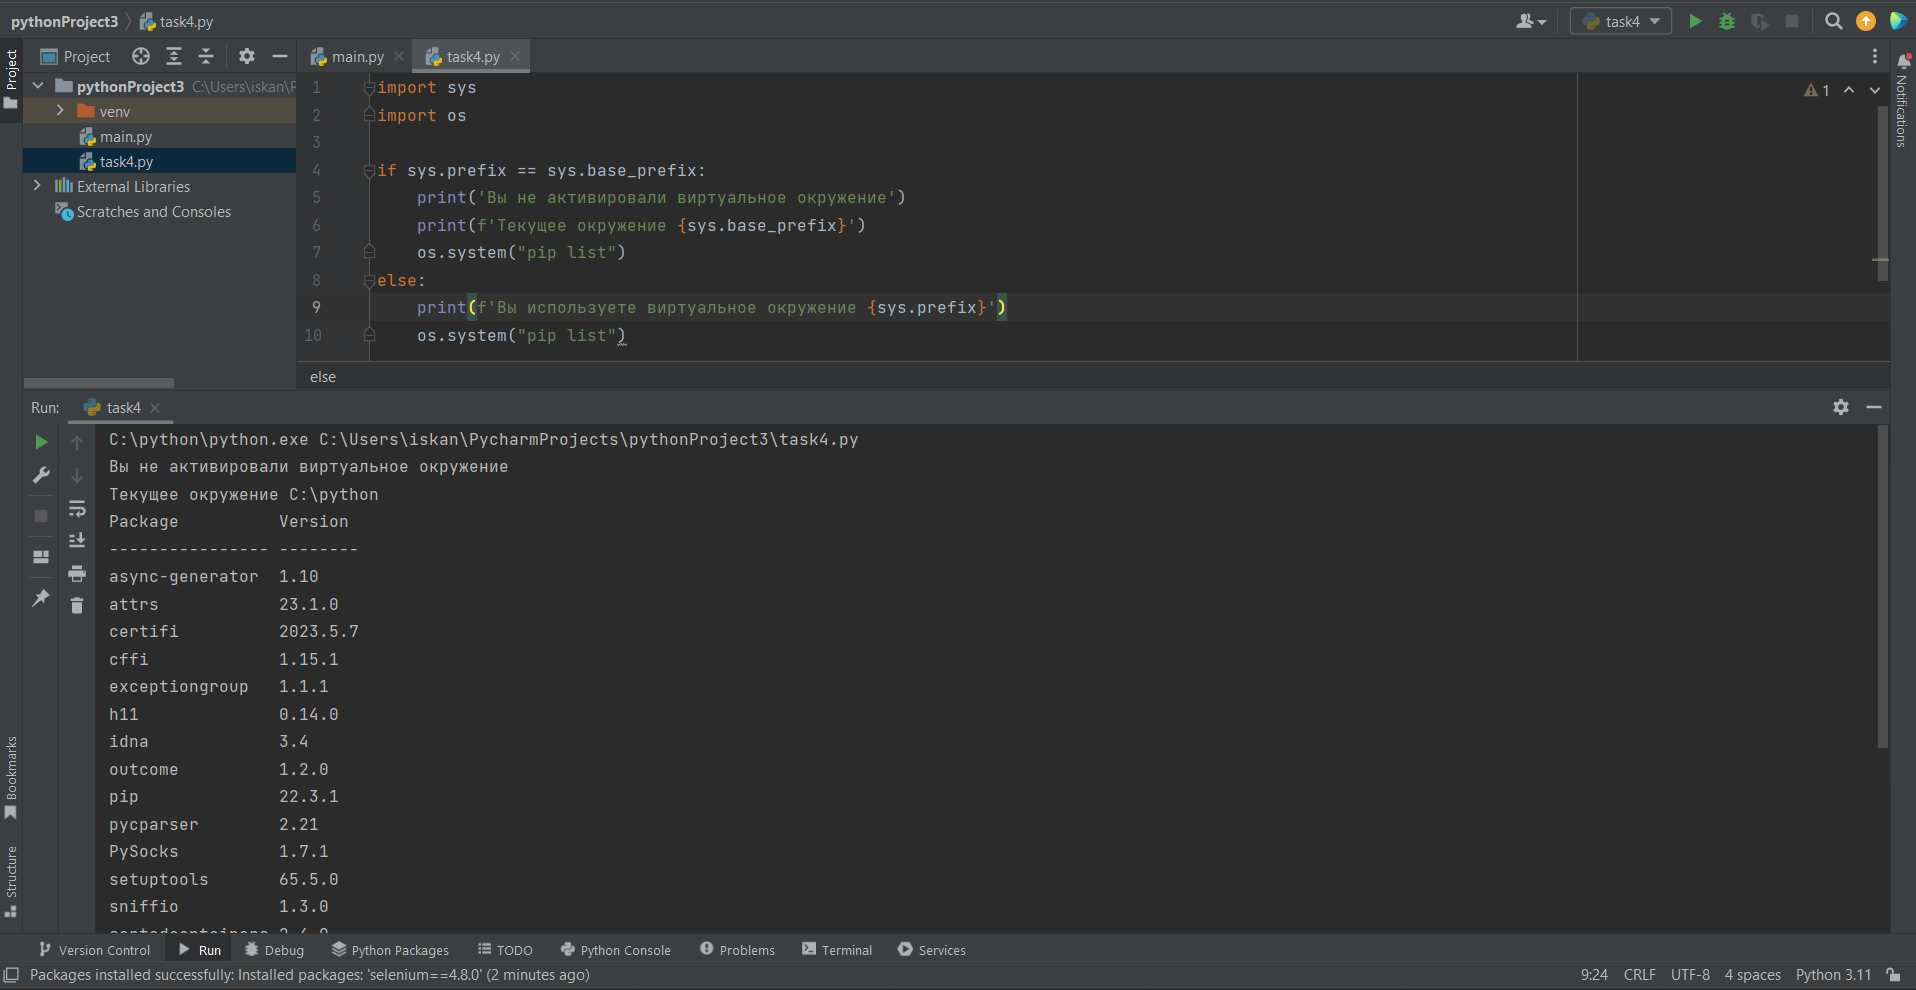 pythonProject3 task4.py
task4
Project
Project
main.py
task4.py
pythonProject3 C:\Users\iskan\P
venv
main.py
task4.py
External Libraries
Scratches and Consoles
1 import sys
2 import os
3
4 if sys.prefix == sys.base_prefix:
5 print('Вы не активировали виртуальное окружение')
6 print(f'Текущее окружение {sys.base_prefix}')
7 os.system("pip list")
8 else:
9 print(f'Вы используете виртуальное окружение {sys.prefix}')
10 os.system("pip list")
1
Notifications
else
Run: task4
C:\python\python.exe C:\Users\iskan\PycharmProjects\pythonProject3\task4.py
Вы не активировали виртуальное окружение
Текущее окружение C:\python
Package Version
---------------- --------
async-generator 1.10
attrs 23.1.0
certifi 2023.5.7
cffi 1.15.1
exceptiongroup 1.1.1
h11 0.14.0
idna 3.4
outcome 1.2.0
pip 22.3.1
pycparser 2.21
PySocks 1.7.1
setuptools 65.5.0
sniffio 1.3.0
Bookmarks
Structure
Version Control Run Debug Python Packages TODO Python Console Problems Terminal Services
Packages installed successfully: Installed packages: 'selenium==4.8.0' (2 minutes ago)
9:24 CRLF UTF-8 4 spaces Python 3.11